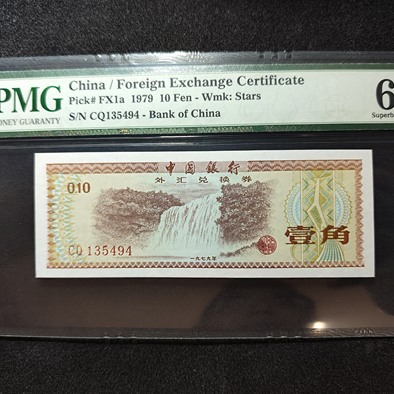 PMG
MONEY GUARANTY
China / Foreign Exchange Certificate
Pick# FX1a 1979 10 Fen - Wmk: Stars
S/N CQ135494 - Bank of China
6
Superb
中国银行
外汇兑换券
0.10
CQ 135494
壹角
一九七九年